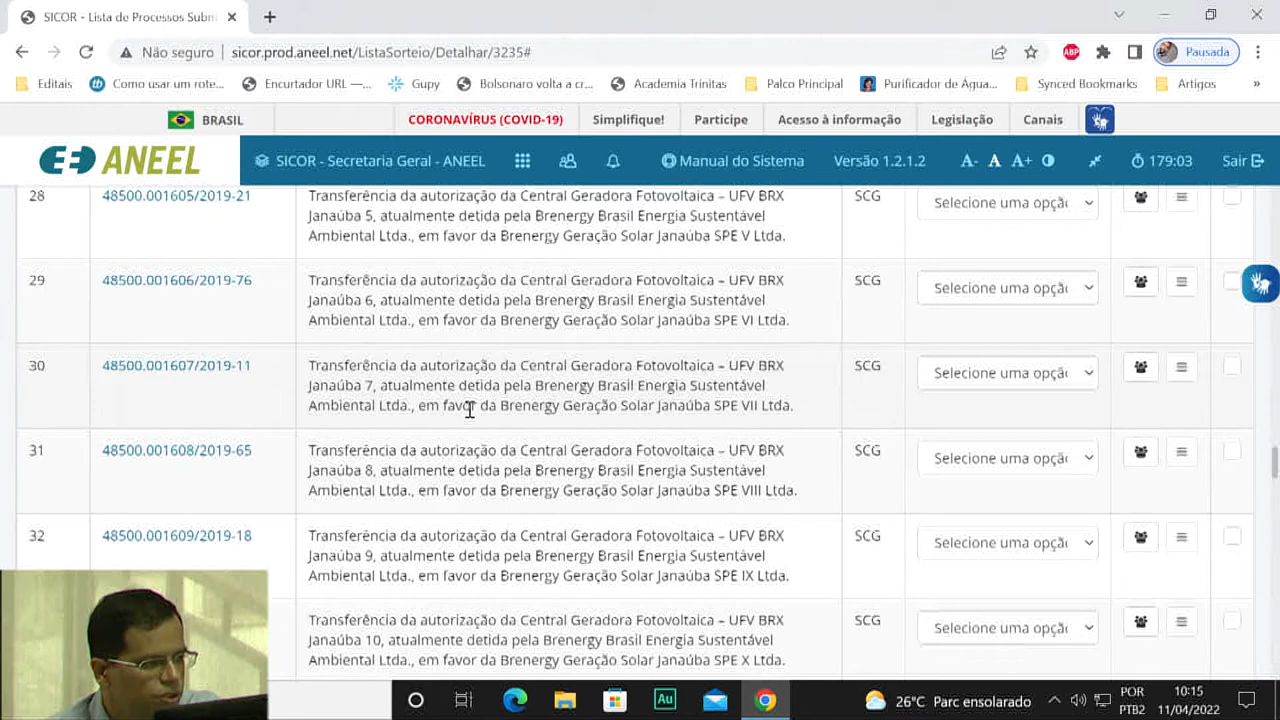 SICOR - Lista de Processos Subm
Não seguro
sicor.prod.aneel.net/ListaSorteio/Detalhar/3235#
ABP
Pausada
Editais
Como usar um rote...
Encurtador URL —...
Gupy
Bolsonaro volta a cr...
Academia Trinitas
Palco Principal
Purificador de Água...
Synced Bookmarks
Artigos
»
BRASIL
CORONAVÍRUS (COVID-19)
Simplifique!
Participe
Acesso à informação
Legislação
Canais
ANEEL
SICOR - Secretaria Geral - ANEEL
Manual do Sistema
Versão 1.2.1.2
A-
A
A+
179:03
Sair
28
48500.001605/2019-21
Transferência da autorização da Central Geradora Fotovoltaica – UFV BRX
Janaúba 5, atualmente detida pela Brenergy Brasil Energia Sustentável
Ambiental Ltda., em favor da Brenergy Geração Solar Janaúba SPE V Ltda.
SCG
Selecione uma opção
29
48500.001606/2019-76
Transferência da autorização da Central Geradora Fotovoltaica – UFV BRX
Janaúba 6, atualmente detida pela Brenergy Brasil Energia Sustentável
Ambiental Ltda., em favor da Brenergy Geração Solar Janaúba SPE VI Ltda.
SCG
Selecione uma opção
30
48500.001607/2019-11
Transferência da autorização da Central Geradora Fotovoltaica – UFV BRX
Janaúba 7, atualmente detida pela Brenergy Brasil Energia Sustentável
Ambiental Ltda., em favor da Brenergy Geração Solar Janaúba SPE VII Ltda.
SCG
Selecione uma opção
31
48500.001608/2019-65
Transferência da autorização da Central Geradora Fotovoltaica – UFV BRX
Janaúba 8, atualmente detida pela Brenergy Brasil Energia Sustentável
Ambiental Ltda., em favor da Brenergy Geração Solar Janaúba SPE VIII Ltda.
SCG
Selecione uma opção
32
48500.001609/2019-18
Transferência da autorização da Central Geradora Fotovoltaica – UFV BRX
Janaúba 9, atualmente detida pela Brenergy Brasil Energia Sustentável
Ambiental Ltda., em favor da Brenergy Geração Solar Janaúba SPE IX Ltda.
SCG
Selecione uma opção
Transferência da autorização da Central Geradora Fotovoltaica – UFV BRX
Janaúba 10, atualmente detida pela Brenergy Brasil Energia Sustentável
Ambiental Ltda., em favor da Brenergy Geração Solar Janaúba SPE X Ltda.
SCG
Selecione uma opção
Au
26°C Parc ensolarado
POR
PTB2
10:15
11/04/2022